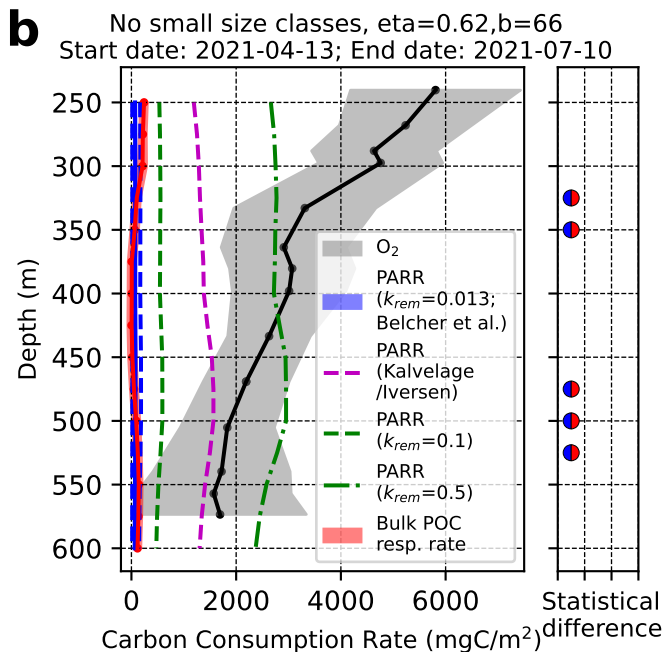 b
No small size classes, eta=0.62,b=66
Start date: 2021-04-13; End date: 2021-07-10
250
300
350
400
450
500
550
600
Depth (m)
O2
PARR
(krem=0.013;
Belcher et al.)
PARR
(Kalvelage
/Iversen)
PARR
(krem=0.1)
PARR
(krem=0.5)
Bulk POC
resp. rate
0 2000 4000 6000
Carbon Consumption Rate (mgC/m²)
Statistical
difference